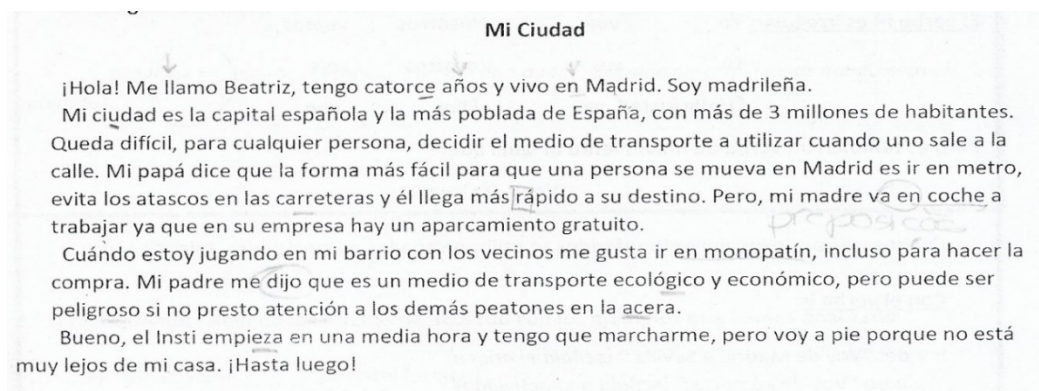 Mi Ciudad
¡Hola! Me llamo Beatriz, tengo catorce años y vivo en Madrid. Soy madrileña.
Mi ciudad es la capital española y la más poblada de España, con más de 3 millones de habitantes.
Queda difícil, para cualquier persona, decidir el medio de transporte a utilizar cuando uno sale a la
calle. Mi papá dice que la forma más fácil para que una persona se mueva en Madrid es ir en metro,
evita los atascos en las carreteras y él llega más rápido a su destino. Pero, mi madre va en coche a
trabajar ya que en su empresa hay un aparcamiento gratuito.
Cuándo estoy jugando en mi barrio con los vecinos me gusta ir en monopatín, incluso para hacer la
compra. Mi padre me dijo que es un medio de transporte ecológico y económico, pero puede ser
peligroso si no presto atención a los demás peatones en la acera.
Bueno, el Insti empieza en una media hora y tengo que marcharme, pero voy a pie porque no está
muy lejos de mi casa. ¡Hasta luego!